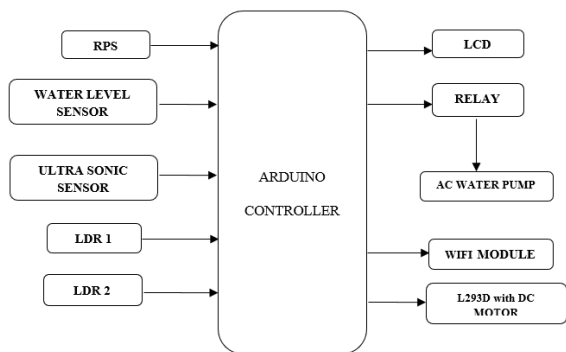 RPS
WATER LEVEL
SENSOR
ULTRA SONIC
SENSOR
LDR 1
LDR 2
ARDUINO
CONTROLLER
LCD
RELAY
AC WATER PUMP
WIFI MODULE
L293D with DC
MOTOR